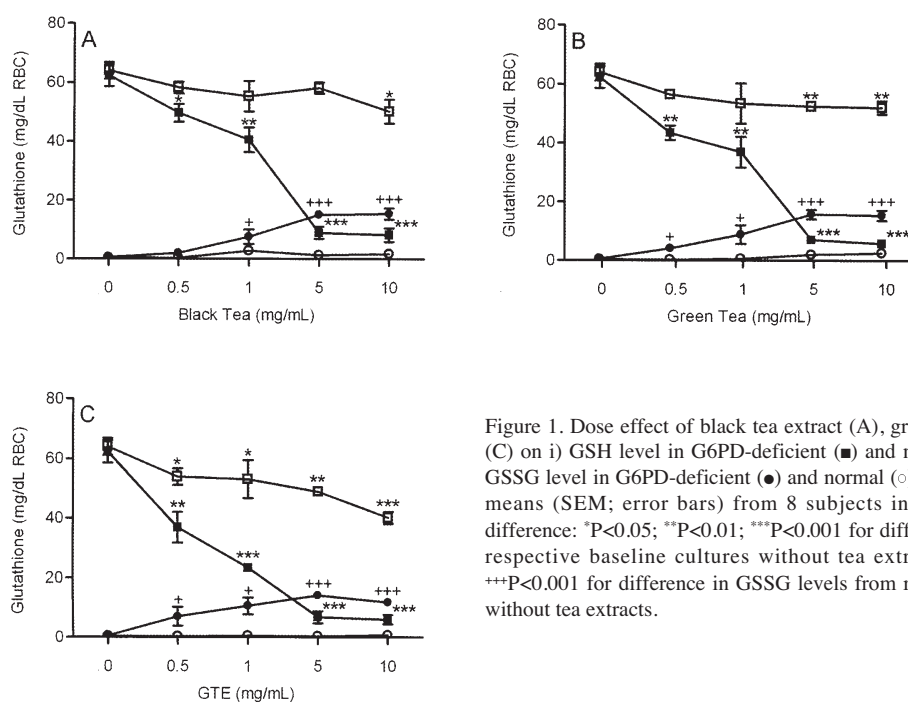 A
Glutathione (mg/dL RBC)
80
60
40
20
0
*
**
*
+
+++
+++
***
***
0 0.5 1 5 10
Black Tea (mg/mL)
B
Glutathione (mg/dL RBC)
80
60
40
20
0
**
**
**
**
+
+
+++
+++
***
***
0 0.5 1 5 10
Green Tea (mg/mL)
C
Glutathione (mg/dL RBC)
80
60
40
20
0
*
*
**
***
**
***
+
+
+++
+++
***
***
0 0.5 1 5 10
GTE (mg/mL)
Figure 1. Dose effect of black tea extract (A), gr
(C) on i) GSH level in G6PD-deficient (■) and
GSSG level in G6PD-deficient (●) and normal (○
means (SEM; error bars) from 8 subjects in
difference: *P<0.05; **P<0.01; ***P<0.001 for diff
respective baseline cultures without tea extr
+++P<0.001 for difference in GSSG levels from
without tea extracts.